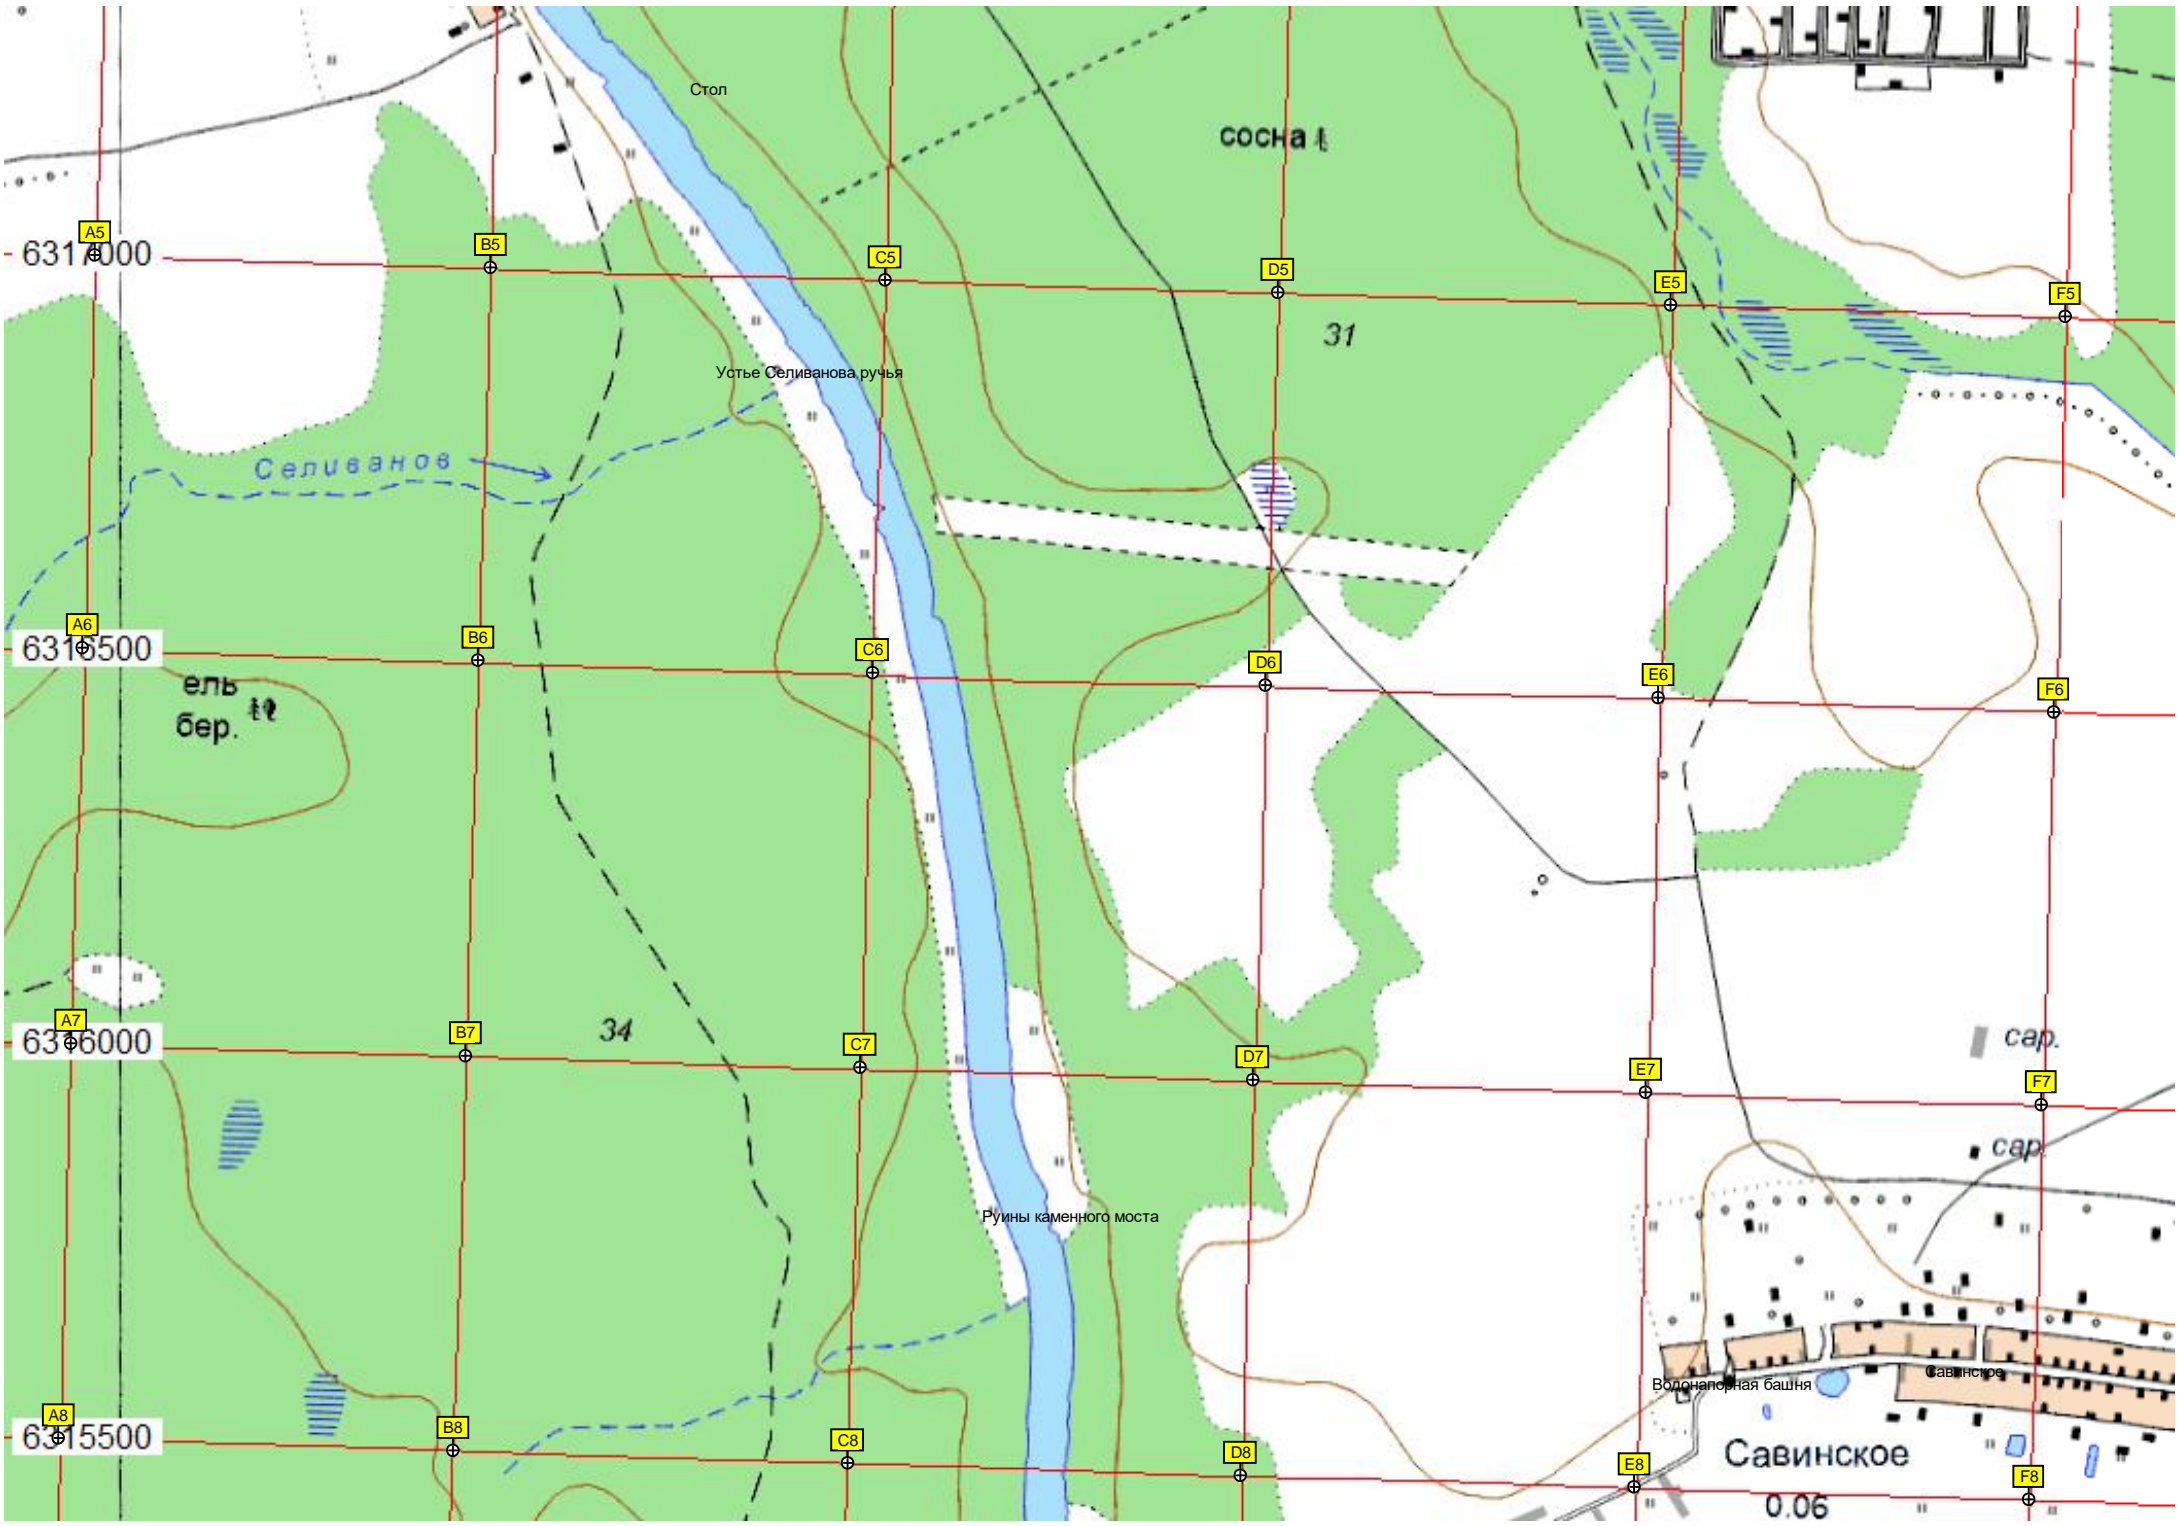 Стол
сосна
A5
6317000
B5
C5
D5
E5
F5
31
Устье Селиванова ручья
Селиванов
A6
6316500
B6
C6
D6
E6
F6
ель
бер.
A7
6316000
B7
34
C7
D7
E7
F7
сар.
сар.
Руины каменного моста
Водонапорная башня
Савинское
A8
6315500
B8
C8
D8
E8
F8
Савинское
0.06